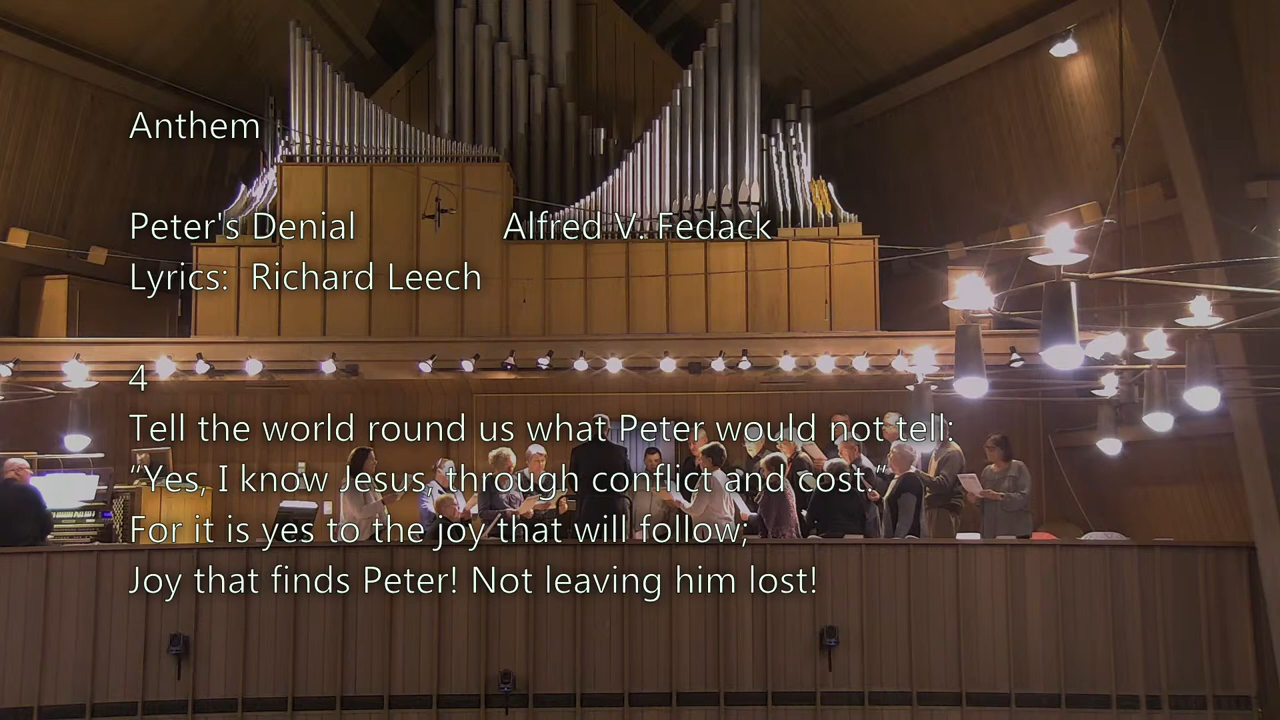 Anthem
Peter's Denial Alfred V. Fedack
Lyrics: Richard Leech
4
Tell the world round us what Peter would not tell:
“Yes, I know Jesus, through conflict and cost.”
For it is yes to the joy that will follow;
Joy that finds Peter! Not leaving him lost!